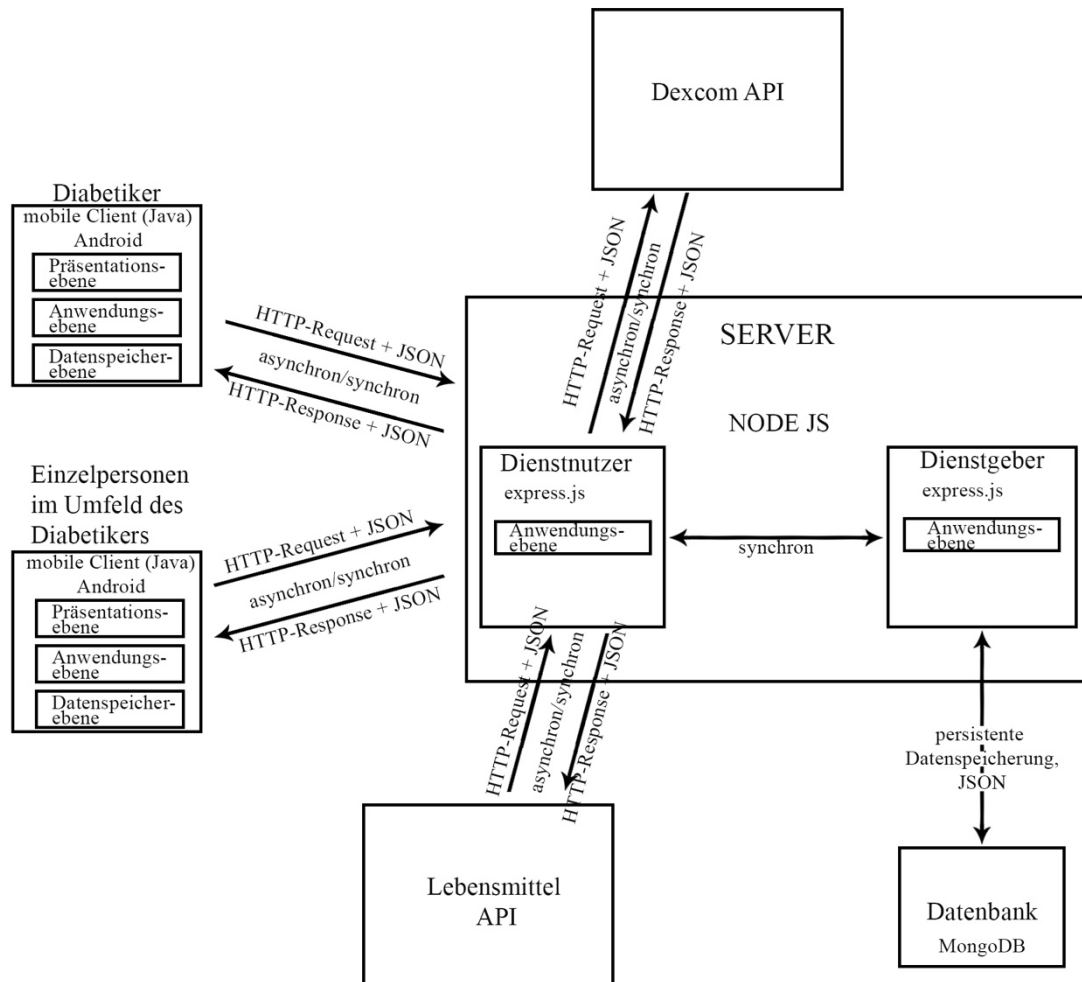 Dexcom API
Diabetiker
mobile Client (Java)
Android
Präsentations-
ebene
Anwendungs-
ebene
Datenspeicher-
ebene
HTTP-Request + JSON
asynchron/synchron
HTTP-Response + JSON
Einzelpersonen
im Umfeld des
Diabetikers
mobile Client (Java)
Android
Präsentations-
ebene
Anwendungs-
ebene
Datenspeicher-
ebene
HTTP-Request + JSON
asynchron/synchron
HTTP-Response + JSON
HTTP-Request + JSON
asynchron/synchron
HTTP-Response + JSON
SERVER
NODE JS
Dienstnutzer
express.js
Anwendungs-
ebene
synchron
Dienstgeber
express.js
Anwendungs-
ebene
HTTP-Request + JSON
asynchron/synchron
HTTP-Response + JSON
persistente
Datenspeicherung,
JSON
Lebensmittel
API
Datenbank
MongoDB